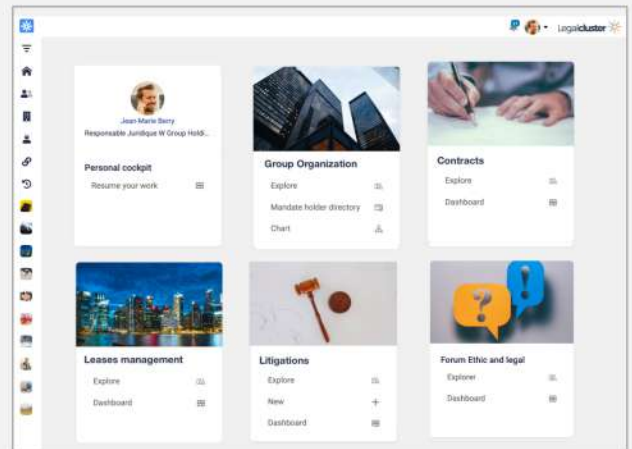 Legalcluster
Jean-Marie Berry
Responsable Juridique W Group Holdi...
Personal cockpit
Resume your work
Group Organization
Explore
Mandate holder directory
Chart
Contracts
Explore
Dashboard
Leases management
Explore
Dashboard
Litigations
Explore
New
Dashboard
Forum Ethic and legal
Explorer
Dashboard